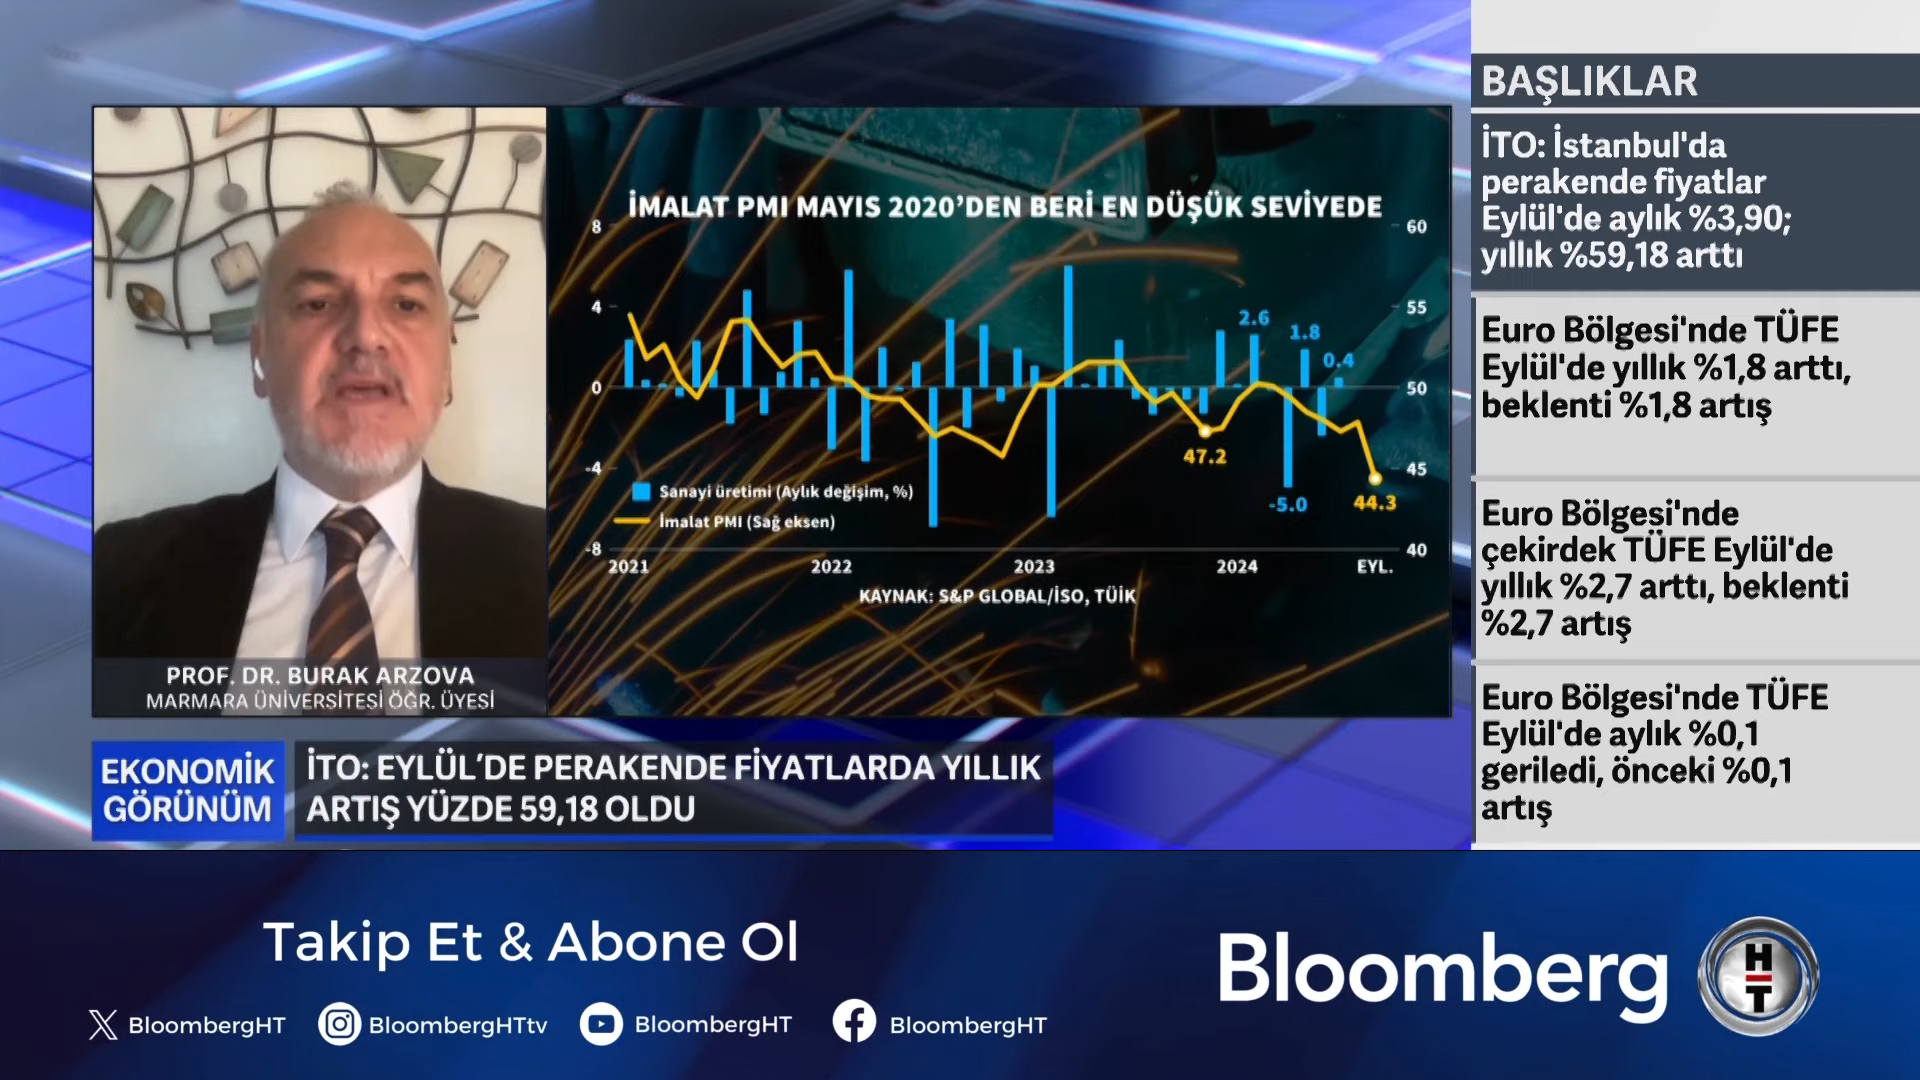 İMALAT PMI MAYIS 2020'DEN BERİ EN DÜŞÜK SEVİYEDE
8
4
0
-4
-8
60
55
50
45
40
2.6
1.8
0.4
47.2
-5.0
44.3
Sanayi üretimi (Aylık değişim, %)
İmalat PMI (Sağ eksen)
2021
2022
2023
2024
EYL.
KAYNAK: S&P GLOBAL/İSO, TÜİK
PROF. DR. BURAK ARZOVA
MARMARA ÜNİVERSİTESİ ÖĞR. ÜYESİ
EKONOMİK
GÖRÜNÜM
İTO: EYLÜL'DE PERAKENDE FİYATLARDA YILLIK
ARTIŞ YÜZDE 59,18 OLDU
BAŞLIKLAR
İTO: İstanbul'da
perakende fiyatlar
Eylül'de aylık %3,90;
yıllık %59,18 arttı
Euro Bölgesi'nde TÜFE
Eylül'de yıllık %1,8 arttı,
beklenti %1,8 artış
Euro Bölgesi'nde
çekirdek TÜFE Eylül'de
yıllık %2,7 arttı, beklenti
%2,7 artış
Euro Bölgesi'nde TÜFE
Eylül'de aylık %0,1
geriledi, önceki %0,1
artış
Takip Et & Abone Ol
BloombergHT
BloombergHTtv
BloombergHT
BloombergHT
Bloomberg
H
T